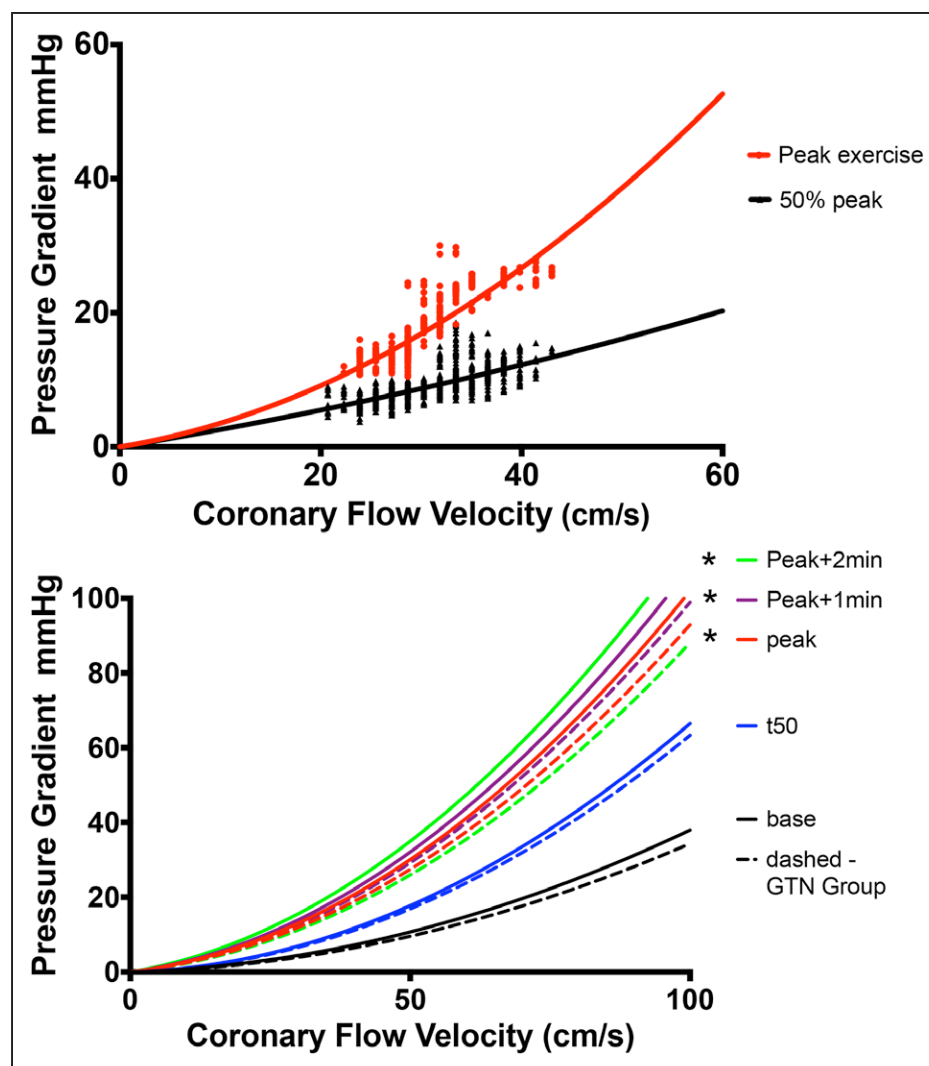 60
40
20
0
0 20 40 60
Pressure Gradient mmHg
Coronary Flow Velocity (cm/s)
Peak exercise
50% peak
100
80
60
40
20
0
0 50 100
Pressure Gradient mmHg
Coronary Flow Velocity (cm/s)
* Peak+2min
* Peak+1min
* peak
t50
base
dashed -
GTN Group